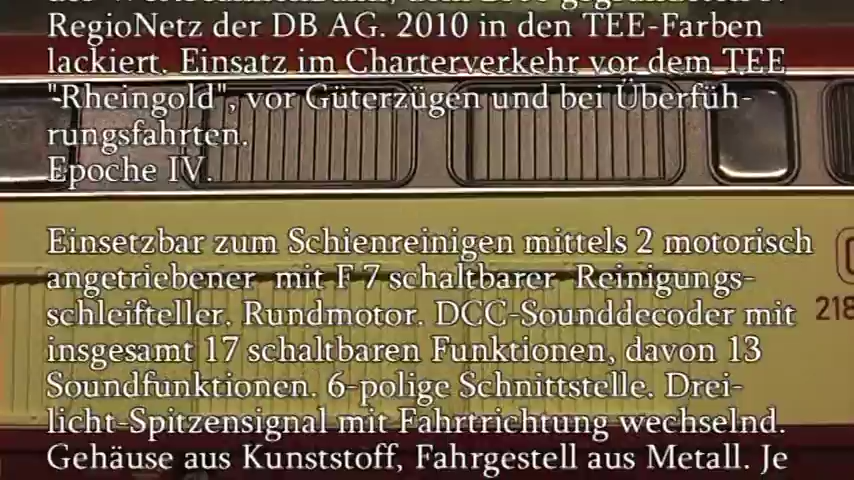 RegioNetz der DB AG. 2010 in den TEE-Farben
lackiert. Einsatz im Charterverkehr vor dem TEE
"-Rheingold", vor Güterzügen und bei Überfüh-
rungsfahrten.
Epoche IV.
Einsetzbar zum Schienreinigen mittels 2 motorisch
angetriebener mit F 7 schaltbarer Reinigungs-
schleifteller. Rundmotor. DCC-Sounddecoder mit
insgesamt 17 schaltbaren Funktionen, davon 13
Soundfunktionen. 6-polige Schnittstelle. Drei-
licht-Spitzensignal mit Fahrtrichtung wechselnd.
Gehäuse aus Kunststoff, Fahrgestell aus Metall. Je
218